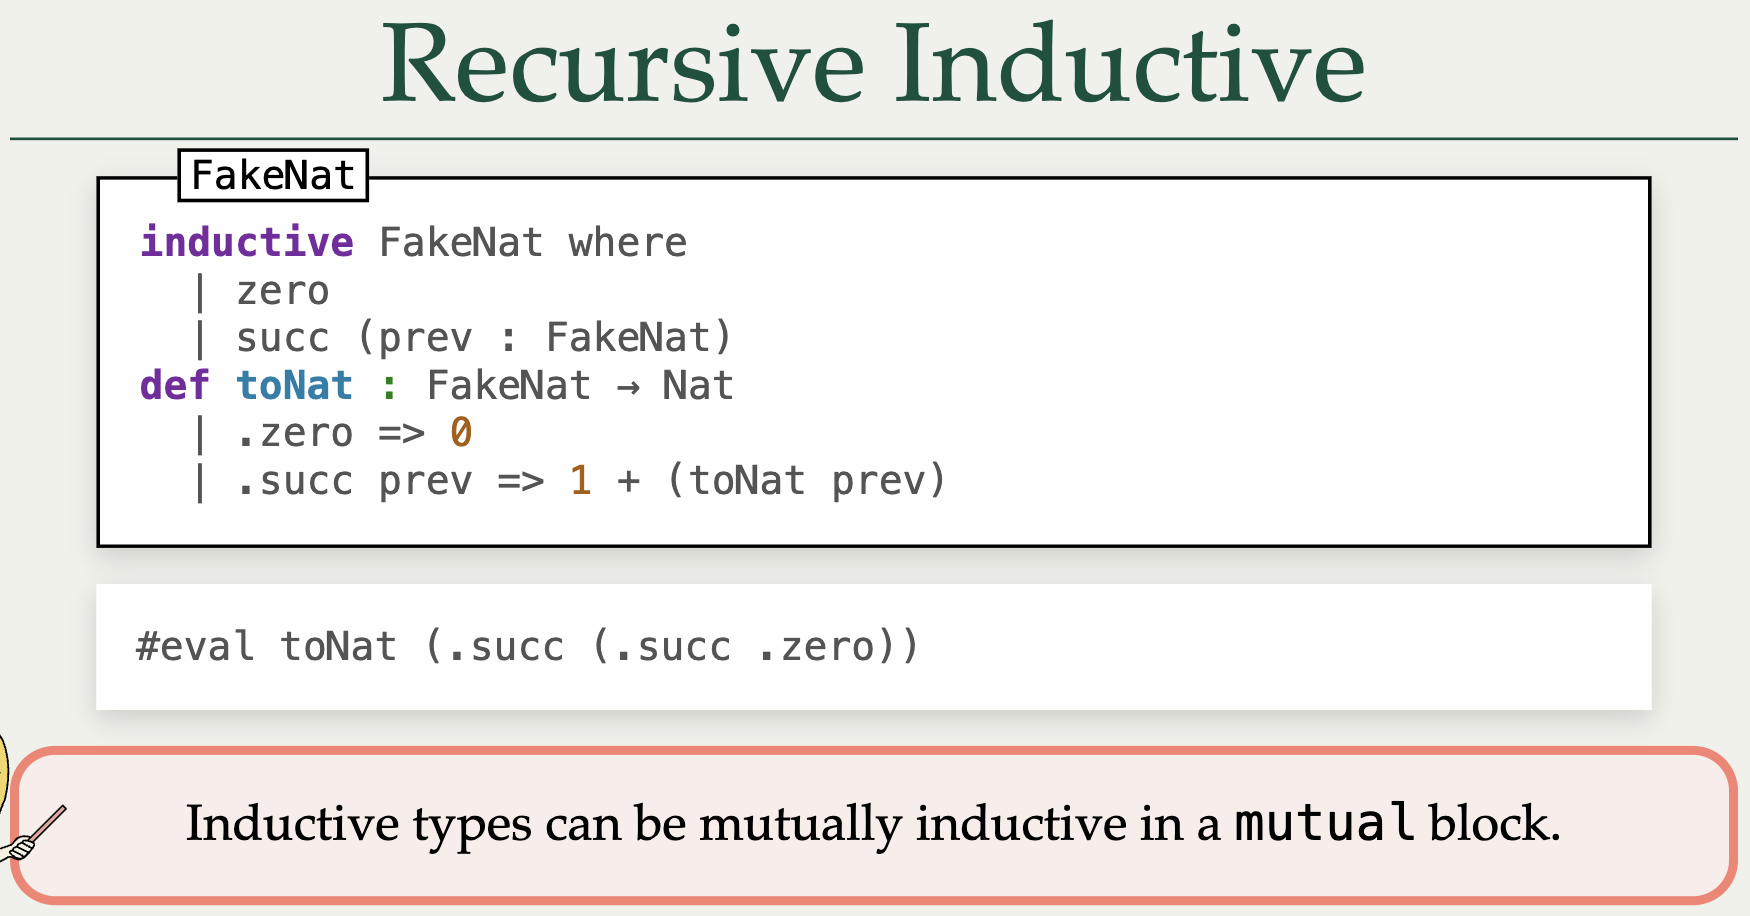 Recursive Inductive
FakeNat
inductive FakeNat where
  | zero
  | succ (prev : FakeNat)
def toNat : FakeNat → Nat
  | .zero => 0
  | .succ prev => 1 + (toNat prev)
#eval toNat (.succ (.succ .zero))
Inductive types can be mutually inductive in a mutual block.